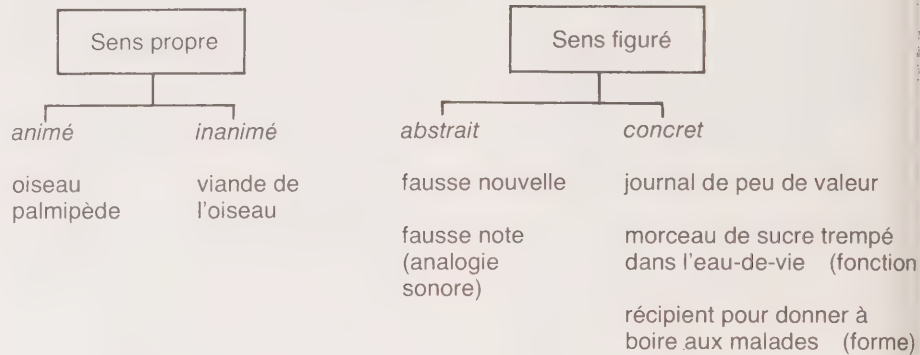 Sens propre
Sens figuré
animé
inanimé
abstrait
concret
oiseau
palmipède
viande de
l'oiseau
fausse nouvelle
fausse note
(analogie
sonore)
journal de peu de valeur
morceau de sucre trempé
dans l'eau-de-vie (fonction
récipient pour donner à
boire aux malades (forme)